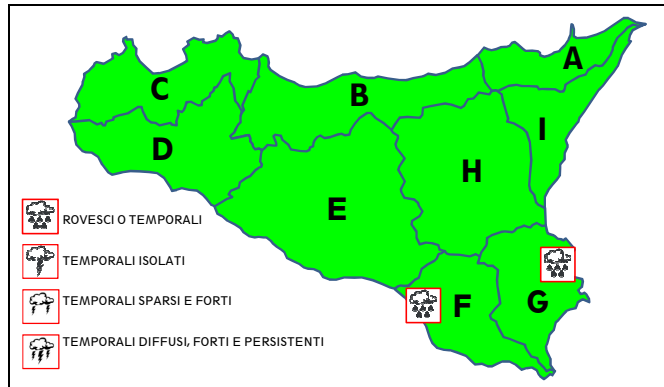 A
C
B
I
D
H
E
ROVESCI O TEMPORALI
TEMPORALI ISOLATI
G
F
TEMPORALI SPARSI E FORTI
TEMPORALI DIFFUSI, FORTI E PERSISTENTI